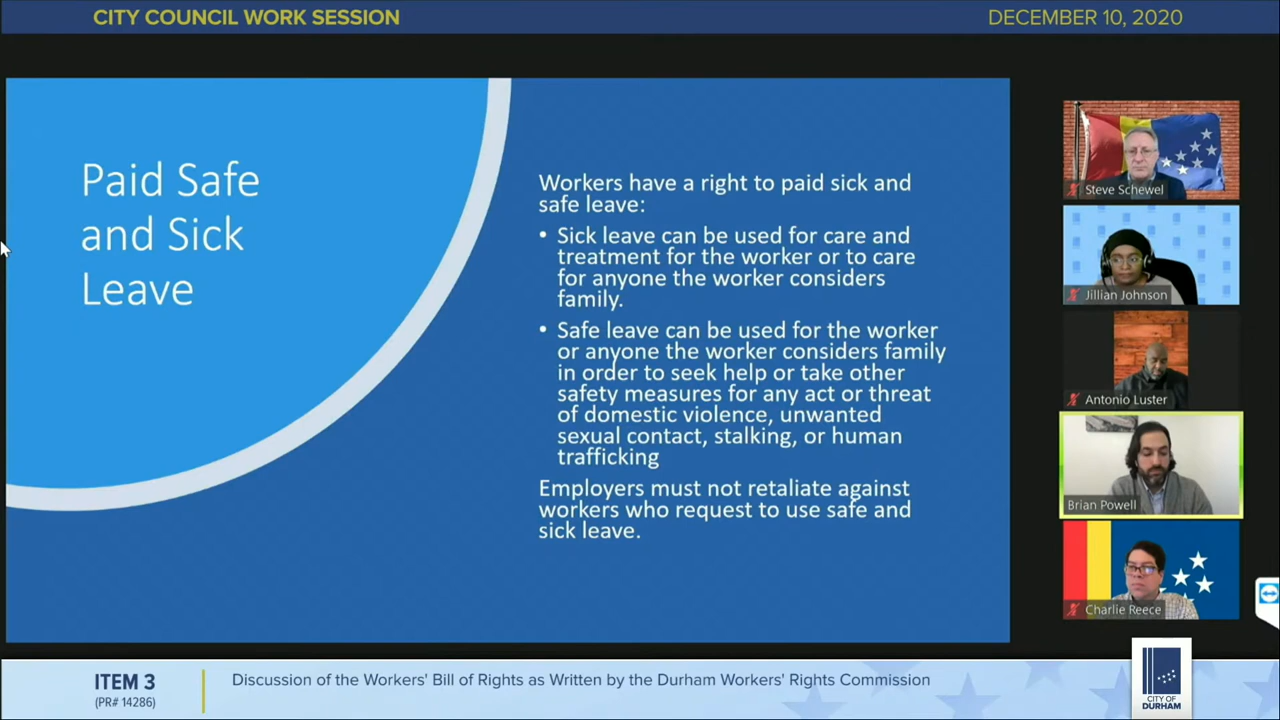 CITY COUNCIL WORK SESSION
DECEMBER 10, 2020
Paid Safe
and Sick
Leave
Workers have a right to paid sick and
safe leave:
• Sick leave can be used for care and
treatment for the worker or to care
for anyone the worker considers
family.
• Safe leave can be used for the worker
or anyone the worker considers family
in order to seek help or take other
safety measures for any act or threat
of domestic violence, unwanted
sexual contact, stalking, or human
trafficking
Employers must not retaliate against
workers who request to use safe and
sick leave.
Steve Schewel
Jillian Johnson
Antonio Luster
Brian Powell
Charlie Reece
ITEM 3
(PR# 14286)
Discussion of the Workers' Bill of Rights as Written by the Durham Workers' Rights Commission
CITY OF
DURHAM